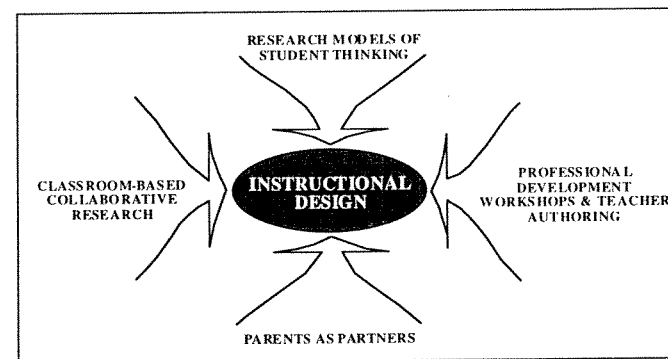 RESEARCH MODELS OF
STUDENT THINKING
CLASSROOM-BASED
COLLABORATIVE
RESEARCH
INSTRUCTIONAL
DESIGN
PROFESSIONAL
DEVELOPMENT
WORKSHOPS & TEACHER
AUTHORING
PARENTS AS PARTNERS